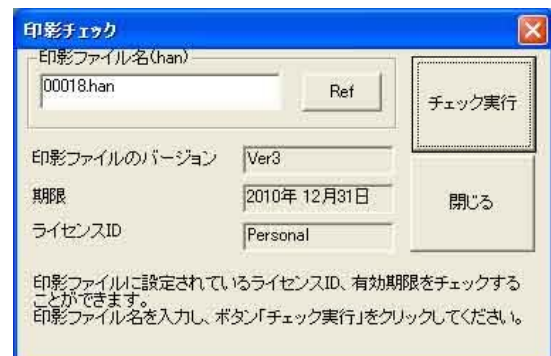 印影チェック
印影ファイル名(han)
00018.han
Ref
チェック実行
印影ファイルのバージョン
Ver3
期限
2010年 12月31日
閉じる
ライセンスID
Personal
印影ファイルに設定されているライセンスID、有効期限をチェックする
ことができます。
印影ファイル名を入力し、ボタン「チェック実行」をクリックしてください。